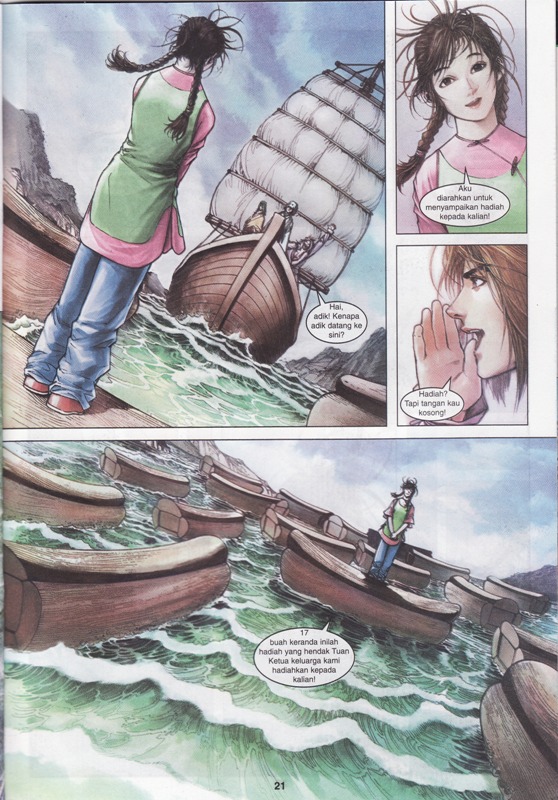 Hai,
adik! Kenapa
adik datang ke
sini?
Aku
diarahkan untuk
menyampaikan hadiah
kepada kalian!
Hadiah?
Tapi tangan kau
kosong!
17
buah keranda inilah
hadiah yang hendak Tuan
Ketua keluarga kami
hadiahkan kepada
kalian!
21